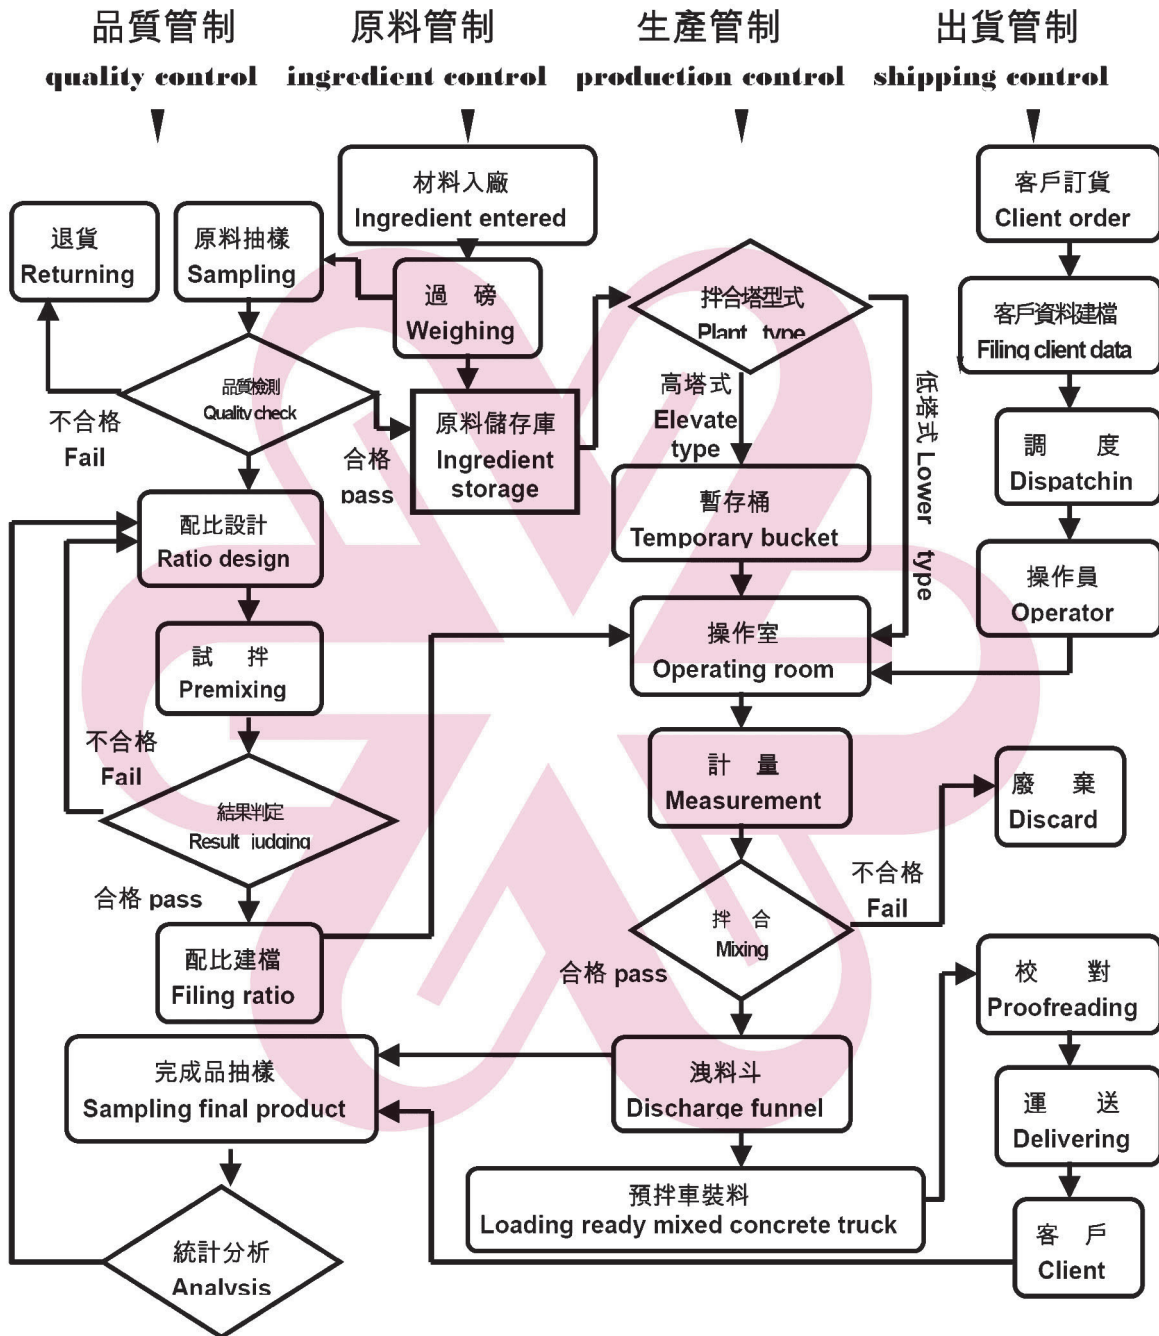 品質管制
quality control
原料管制
ingredient control
生產管制
production control
出貨管制
shipping control
材料入廠
Ingredient entered
退貨
Returning
原料抽樣
Sampling
過 磅
Weighing
品質檢測
Quality check
不合格
Fail
合格
pass
原料儲存庫
Ingredient
storage
配比設計
Ratio design
試 拌
Premixing
不合格
Fail
結果判定
Result judging
合格 pass
配比建檔
Filing ratio
完成品抽樣
Sampling final product
統計分析
Analysis
拌合塔型式
Plant type
高塔式
Elevate
type
低塔式 Lower type
暫存桶
Temporary bucket
操作室
Operating room
計 量
Measurement
拌 合
Mixing
不合格
Fail
合格 pass
洩料斗
Discharge funnel
預拌車裝料
Loading ready mixed concrete truck
客戶訂貨
Client order
客戶資料建檔
Filing client data
調 度
Dispatchin
操作員
Operator
廢 棄
Discard
校 對
Proofreading
運 送
Delivering
客 戶
Client